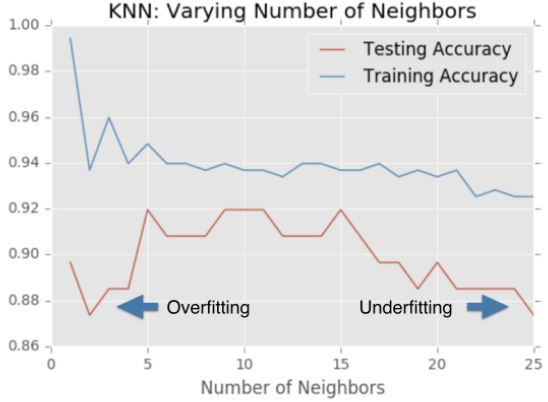 KNN: Varying Number of Neighbors
1.00
0.98
0.96
0.94
0.92
0.90
0.88
0.86
Testing Accuracy
Training Accuracy
Overfitting
Underfitting
0 5 10 15 20 25
Number of Neighbors